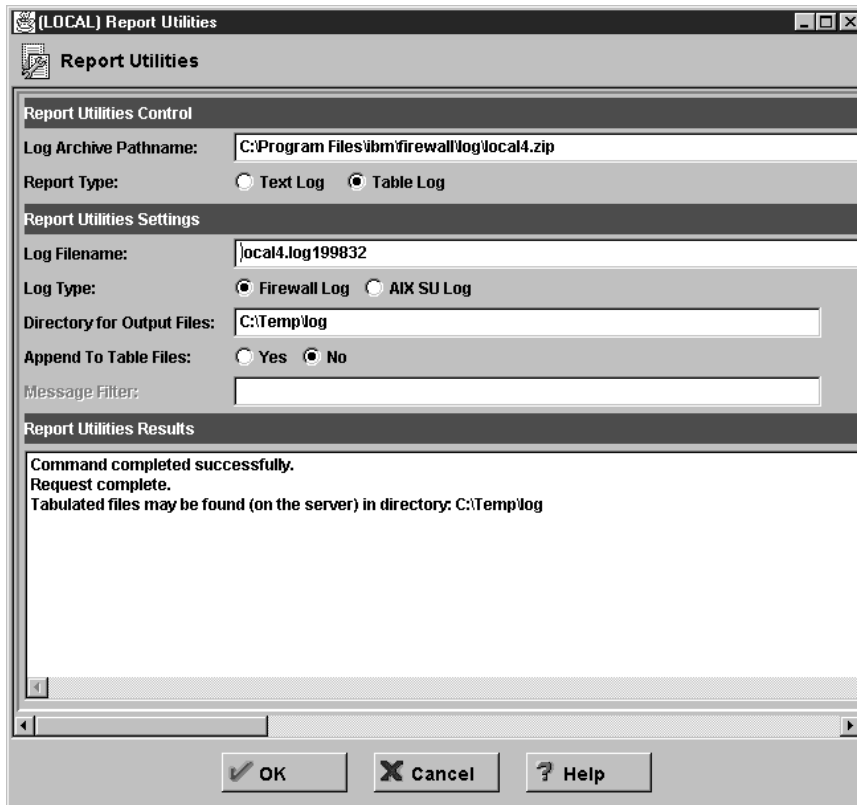 (LOCAL) Report Utilities
Report Utilities
Report Utilities Control
Log Archive Pathname: C:\Program Files\ibm\firewall\log\local4.zip
Report Type: Text Log Table Log
Report Utilities Settings
Log Filename: local4.log199832
Log Type: Firewall Log AIX SU Log
Directory for Output Files: C:\Temp\log
Append To Table Files: Yes No
Message Filter:
Report Utilities Results
Command completed successfully.
Request complete.
Tabulated files may be found (on the server) in directory: C:\Temp\log
OK Cancel Help